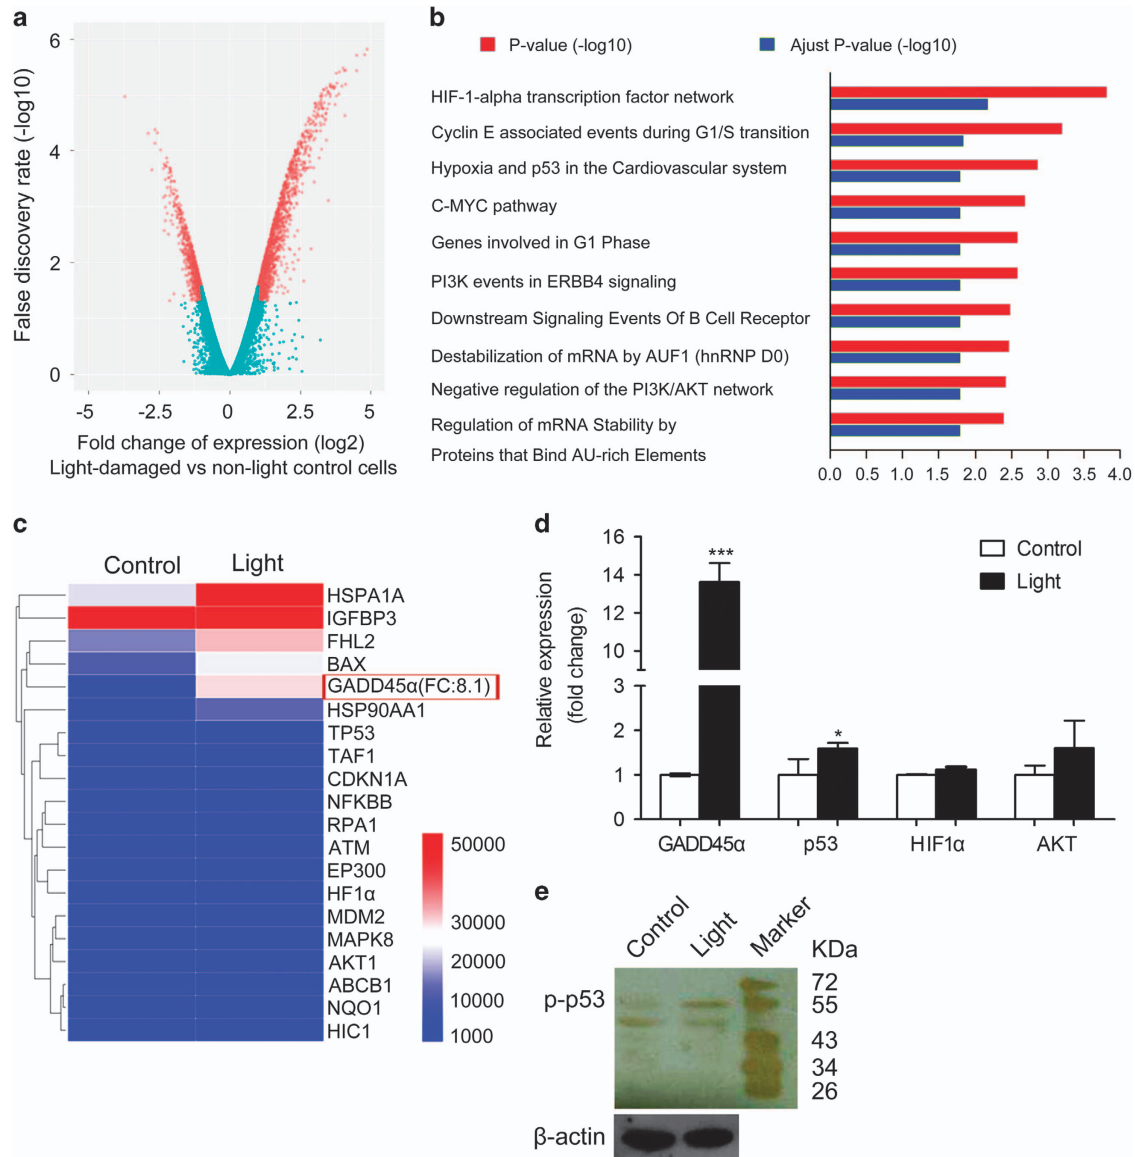 a
False discovery rate (-log10)
6
4
2
0
-5
-2.5
0
2.5
5
Fold change of expression (log2)
Light-damaged vs non-light control cells
b
P-value (-log10)
Ajust P-value (-log10)
HIF-1-alpha transcription factor network
Cyclin E associated events during G1/S transition
Hypoxia and p53 in the Cardiovascular system
C-MYC pathway
Genes involved in G1 Phase
PI3K events in ERBB4 signaling
Downstream Signaling Events Of B Cell Receptor
Destabilization of mRNA by AUF1 (hnRNP D0)
Negative regulation of the PI3K/AKT network
Regulation of mRNA Stability by
Proteins that Bind AU-rich Elements
0.0 0.5 1.0 1.5 2.0 2.5 3.0 3.5 4.0
c
Control
Light
HSPA1A
IGFBP3
FHL2
BAX
GADD45α(FC:8.1)
HSP90AA1
TP53
TAF1
CDKN1A
NFKBB
RPA1
ATM
EP300
HF1α
MDM2
MAPK8
AKT1
ABCB1
NQO1
HIC1
50000
30000
20000
10000
1000
d
Relative expression
(fold change)
16
14
12
10
3
2
1
0
***
*
Control
Light
GADD45α
p53
HIF1α
AKT
e
Control
Light
Marker
KDa
p-p53
72
55
43
34
26
β-actin